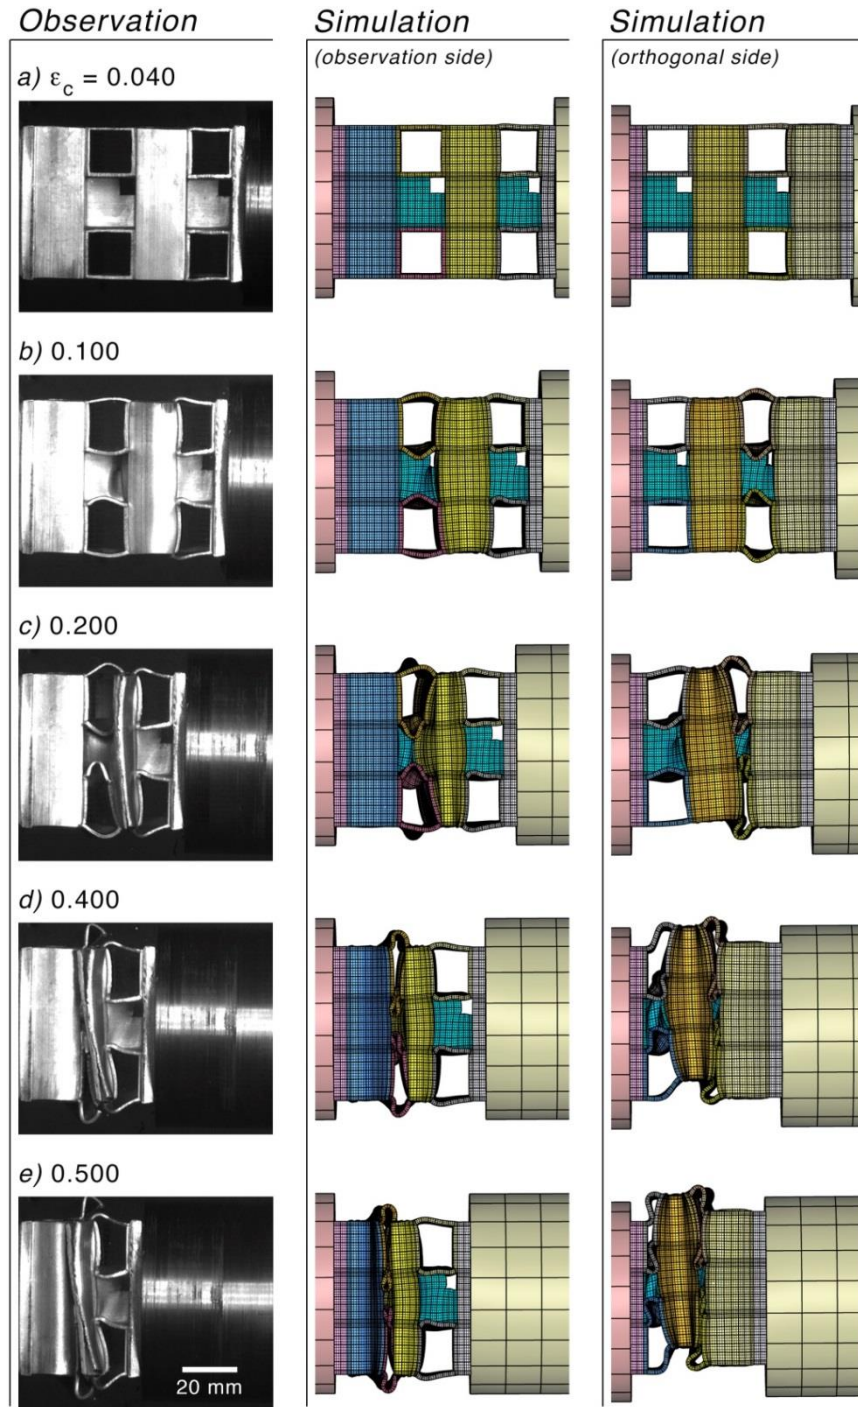 Observation
Simulation
Simulation
(observation side)
(orthogonal side)
a) εc = 0.040
b) 0.100
c) 0.200
d) 0.400
e) 0.500
20 mm